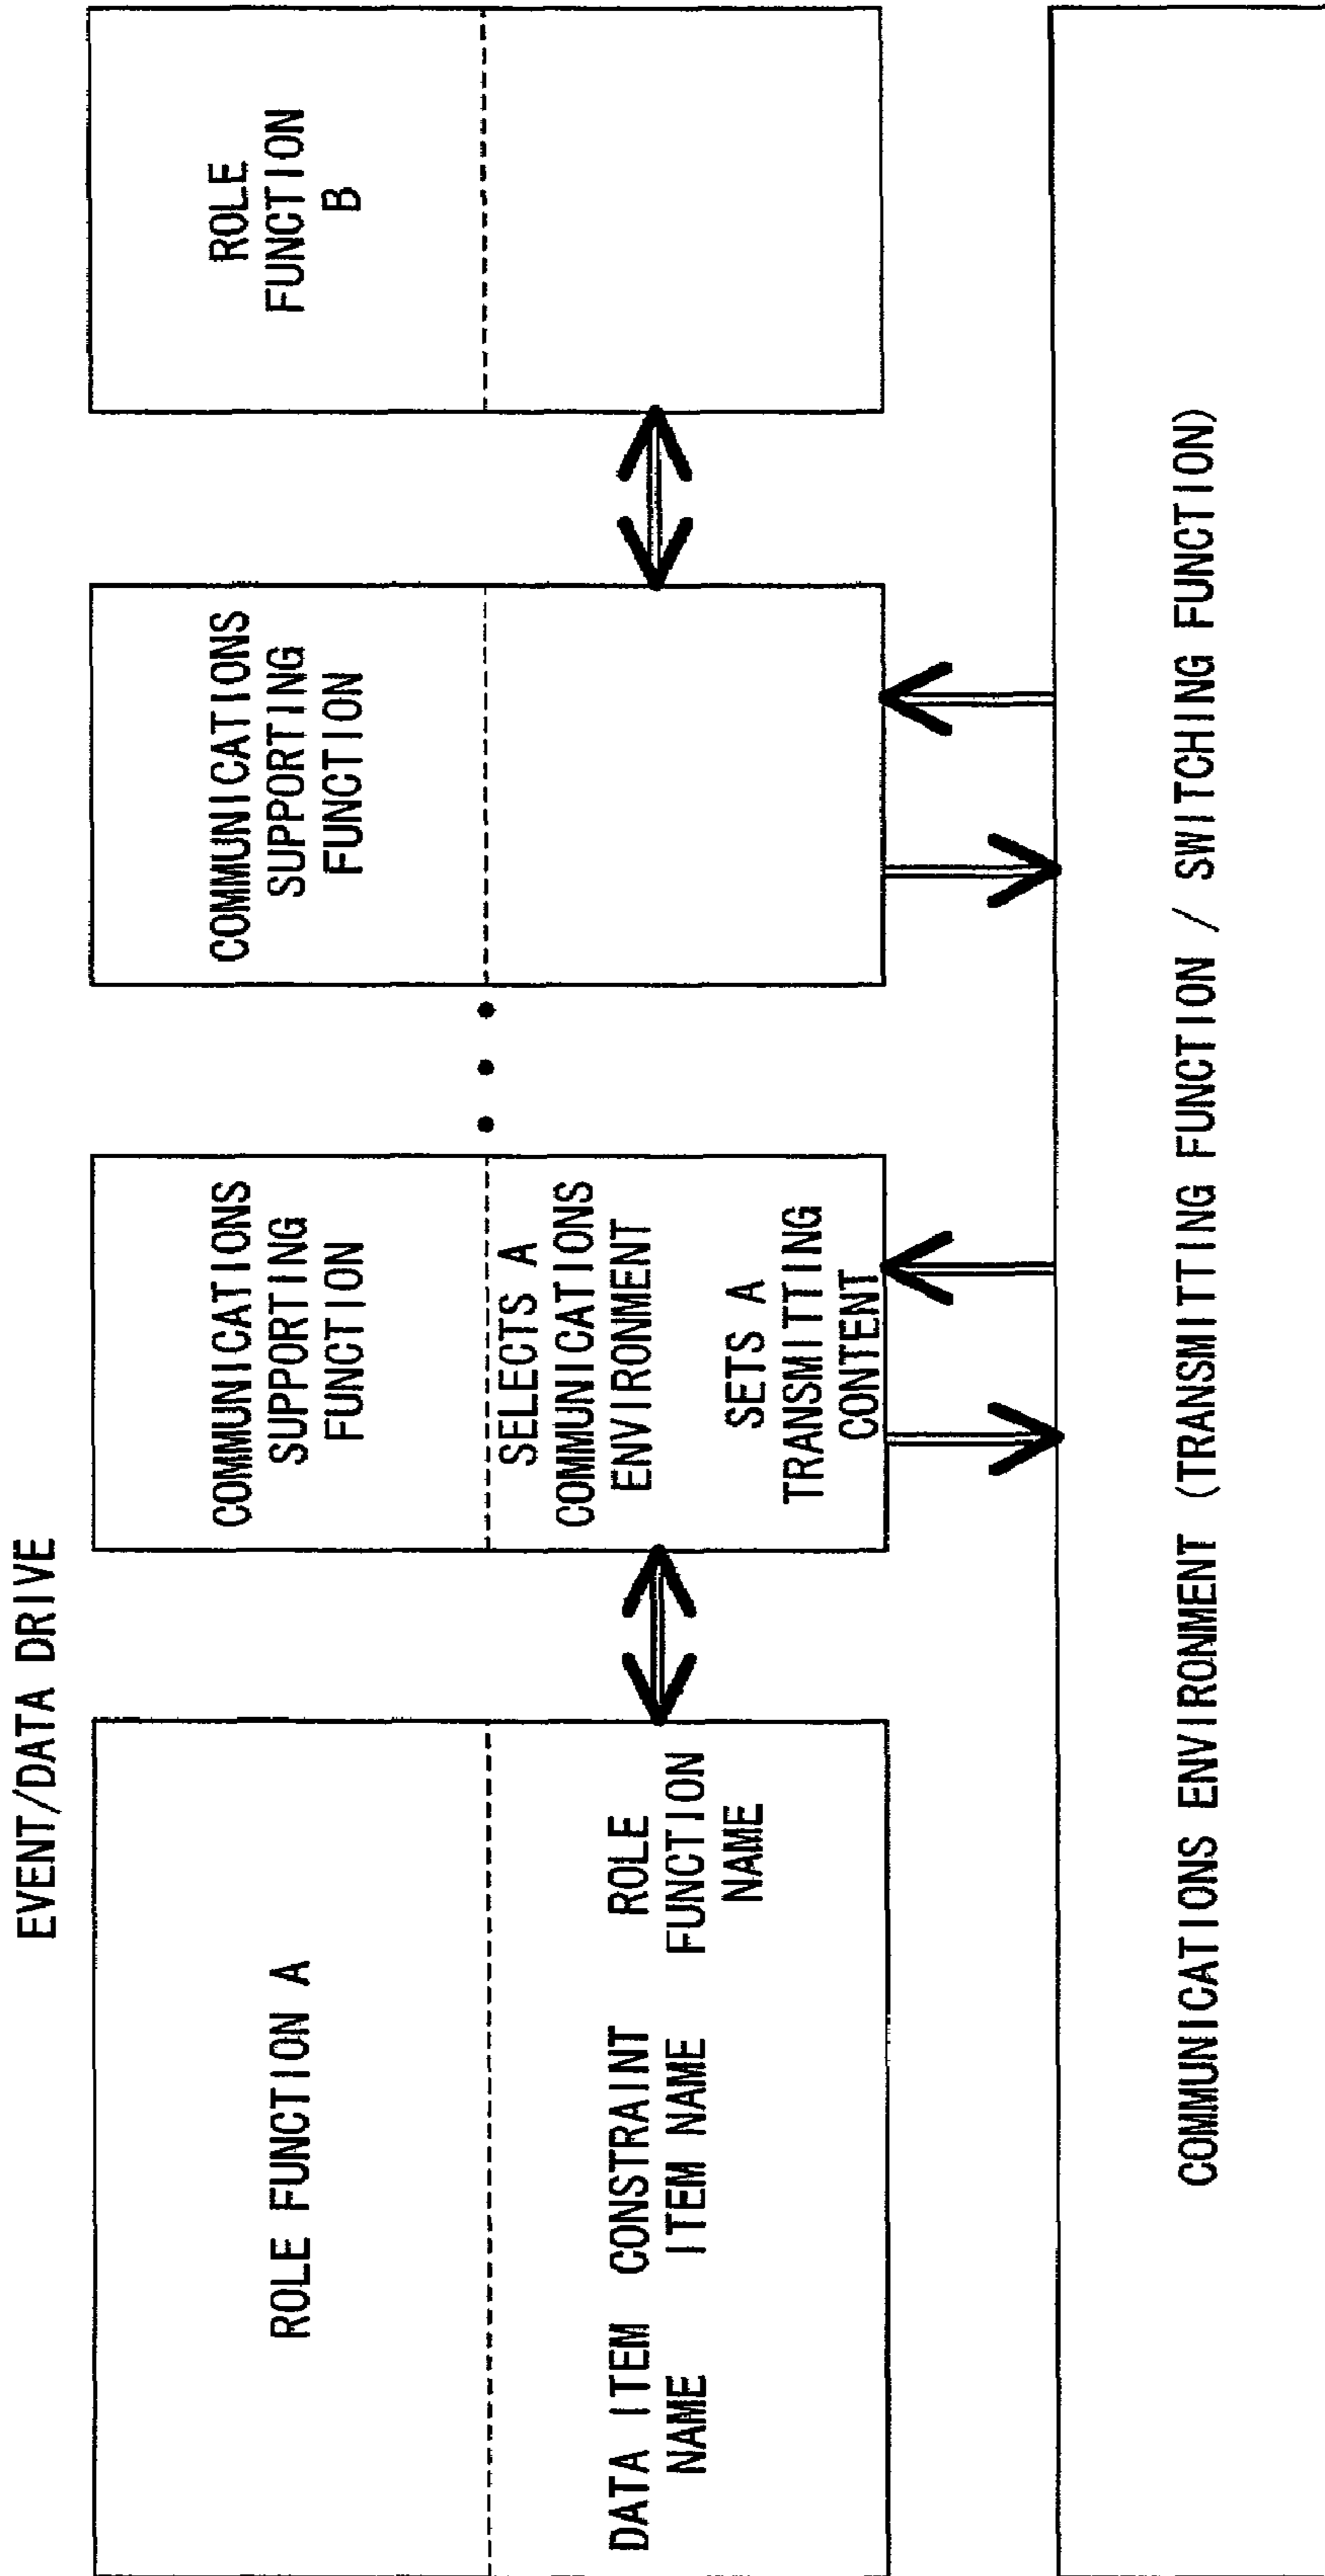 EVENT/DATA DRIVE
ROLE FUNCTION A
DATA ITEM
NAME
CONSTRAINT
ITEM NAME
ROLE
FUNCTION
NAME
COMMUNICATIONS
SUPPORTING
FUNCTION
SELECTS A
COMMUNICATIONS
ENVIRONMENT
SETS A
TRANSMITTING
CONTENT
COMMUNICATIONS
SUPPORTING
FUNCTION
ROLE
FUNCTION
B
COMMUNICATIONS ENVIRONMENT (TRANSMITTING FUNCTION / SWITCHING FUNCTION)